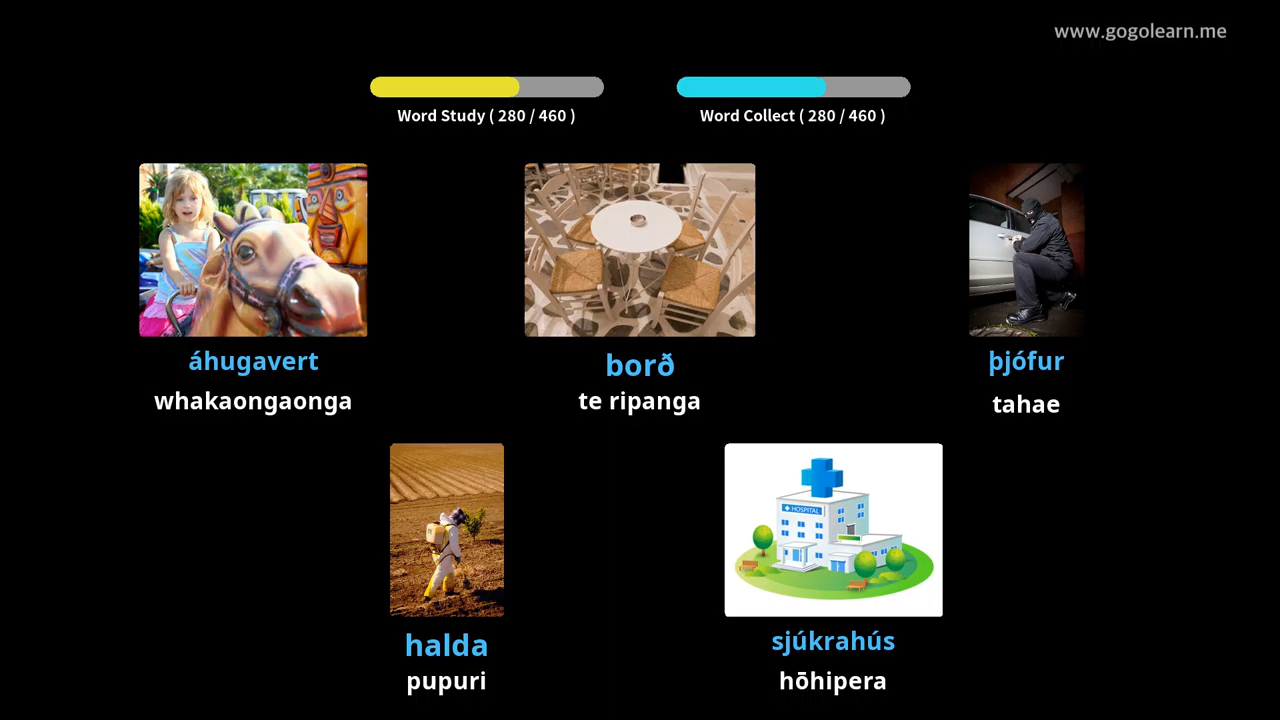 www.gogolearn.me
Word Study ( 280 / 460 )
Word Collect ( 280 / 460 )
áhugavert
whakaongaonga
borð
te ripanga
þjófur
tahae
HOSPITAL
halda
pupuri
sjúkrahús
hōhipera